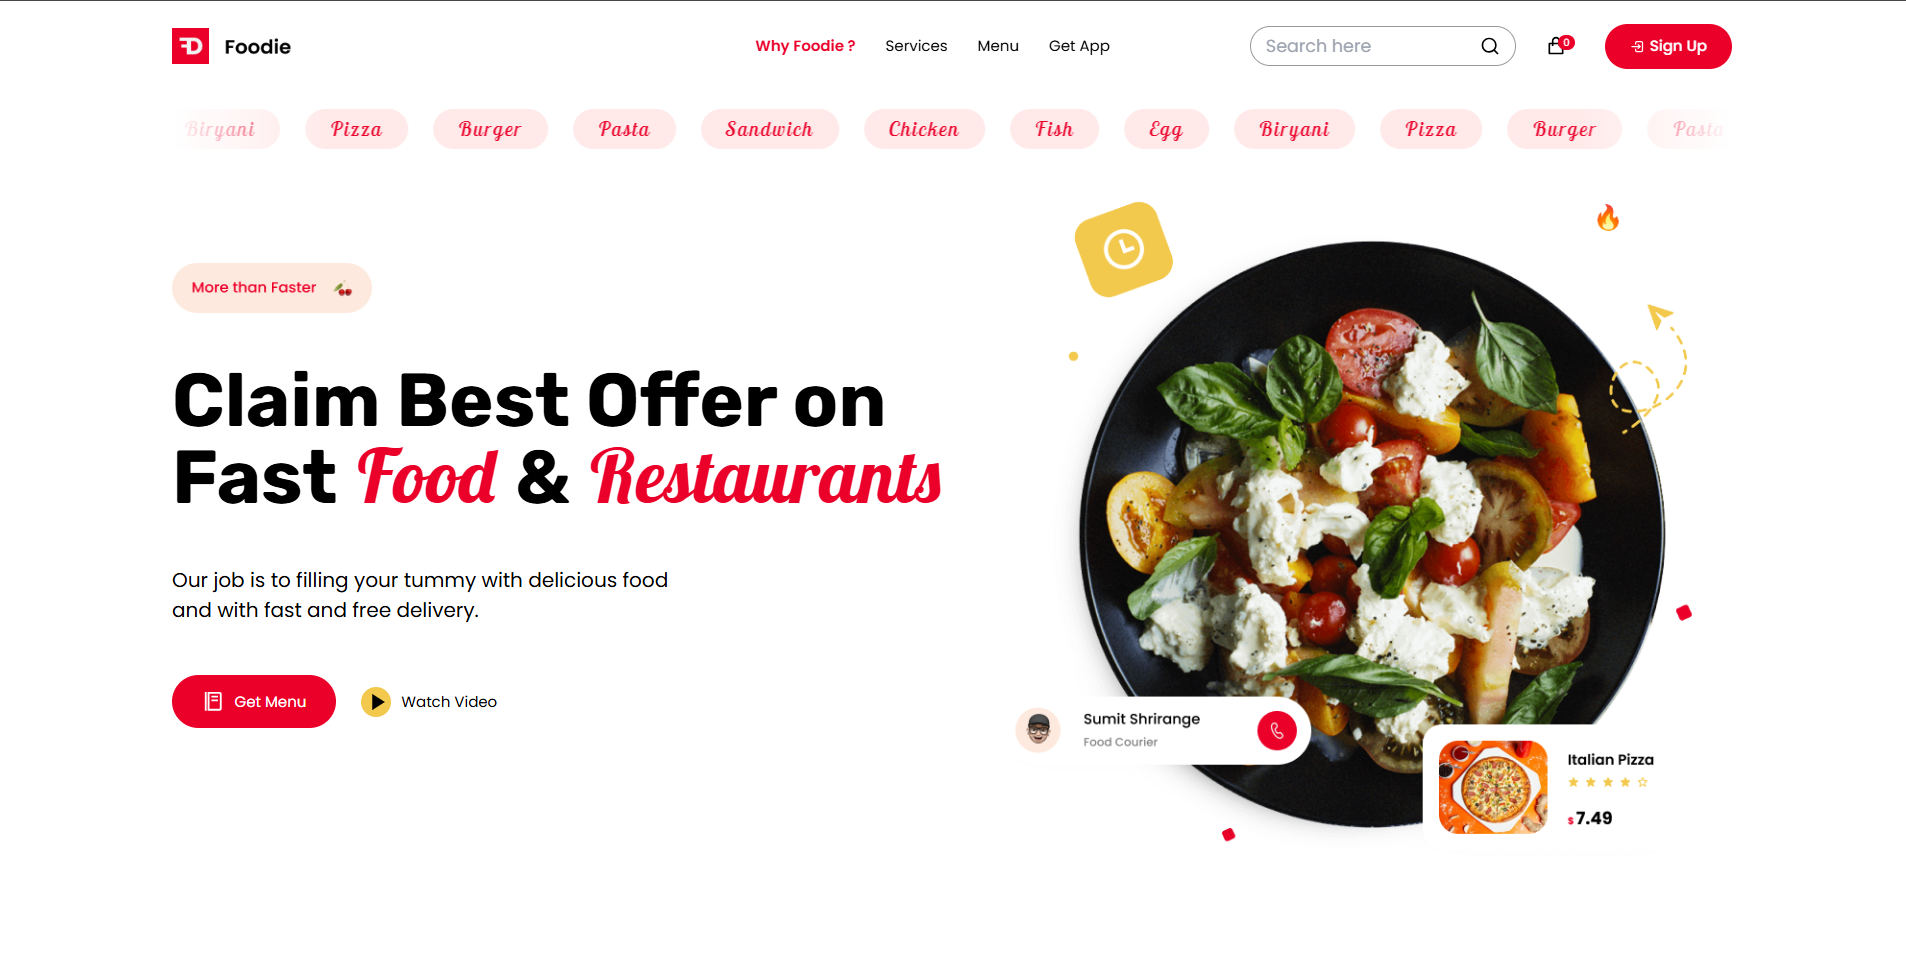 FD Foodie Why Foodie ? Services Menu Get App Search here 0 Sign Up
Biryani Pizza Burger Pasta Sandwich Chicken Fish Egg Biryani Pizza Burger Pasta
More than Faster
Claim Best Offer on
Fast Food & Restaurants
Our job is to filling your tummy with delicious food
and with fast and free delivery.
Get Menu Watch Video
Sumit Shrirange
Food Courier
Italian Pizza
$7.49